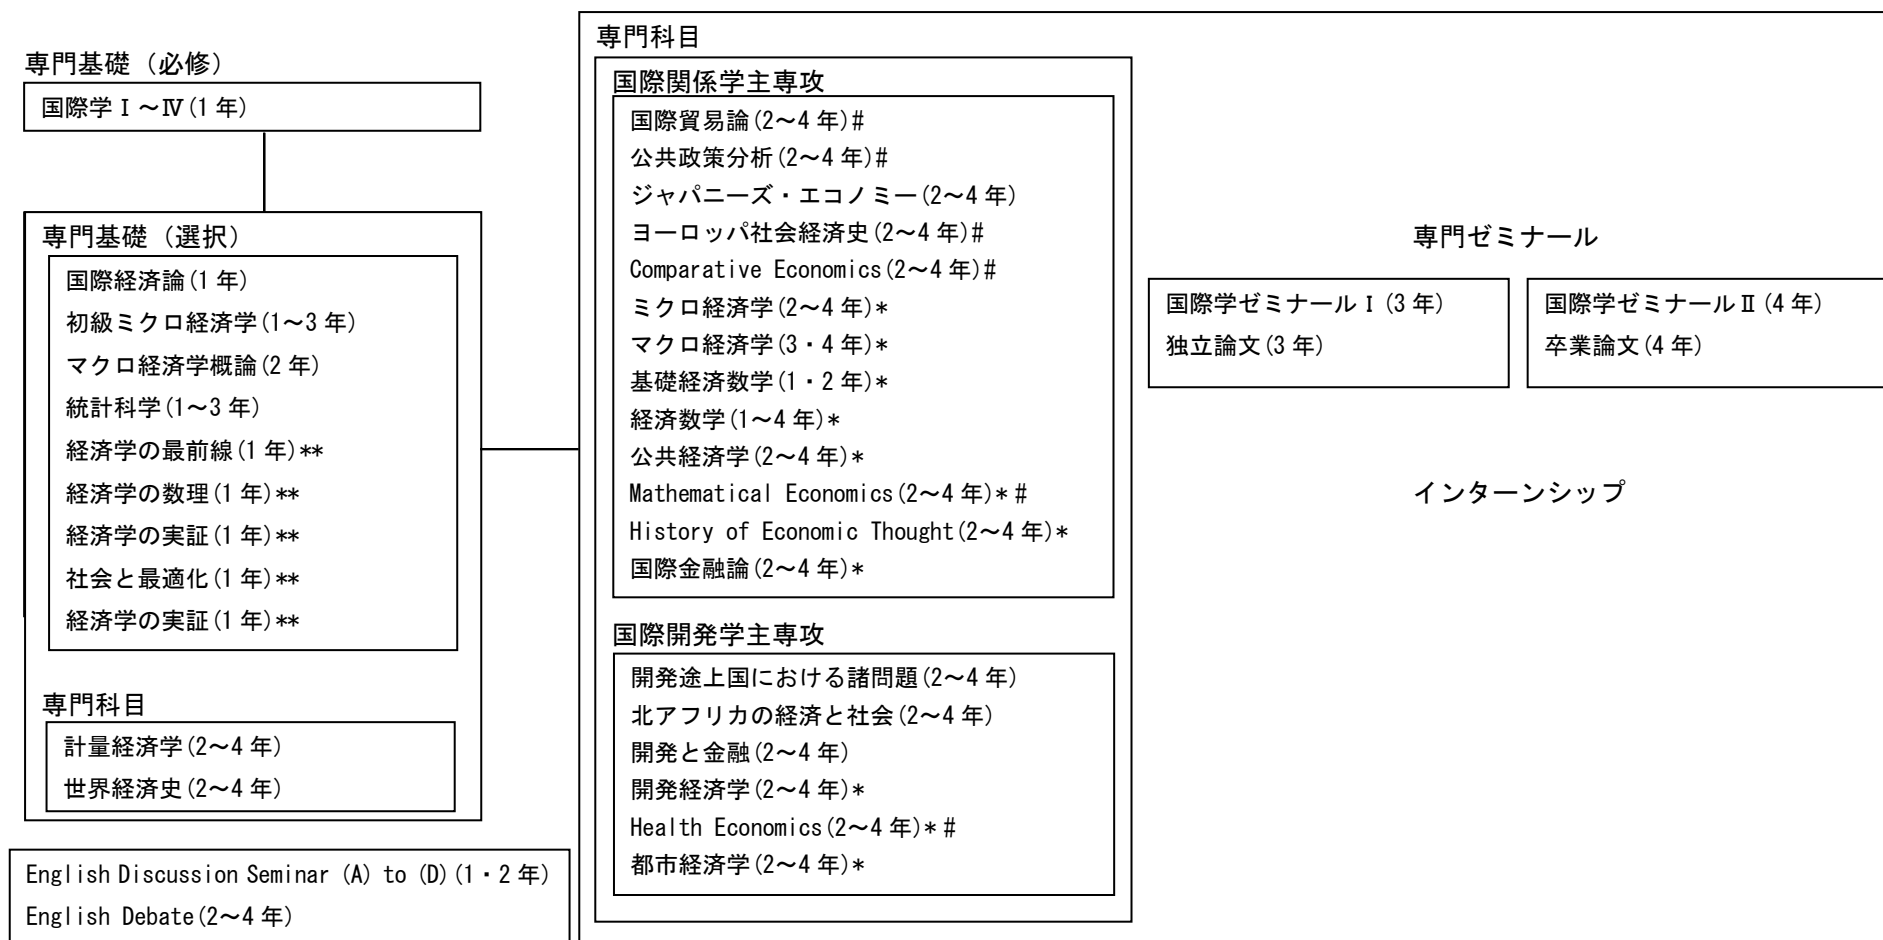 専門基礎（必修）
国際学Ⅰ～Ⅳ(1 年)
専門基礎（選択）
国際経済論(1 年)
初級ミクロ経済学(1～3 年)
マクロ経済学概論(2 年)
統計科学(1～3 年)
経済学の最前線(1 年)**
経済学の数理(1 年)**
経済学の実証(1 年)**
社会と最適化(1 年)**
経済学の実証(1 年)**
専門科目
計量経済学(2～4 年)
世界経済史(2～4 年)
English Discussion Seminar (A) to (D)(1・2 年)
English Debate(2～4 年)
専門科目
国際関係学主専攻
国際貿易論(2～4 年)#
公共政策分析(2～4 年)#
ジャパニーズ・エコノミー(2～4 年)
ヨーロッパ社会経済史(2～4 年)#
Comparative Economics(2～4 年)#
ミクロ経済学(2～4 年)*
マクロ経済学(3・4 年)*
基礎経済数学(1・2 年)*
経済数学(1～4 年)*
公共経済学(2～4 年)*
Mathematical Economics(2～4 年)* #
History of Economic Thought(2～4 年)*
国際金融論(2～4 年)*
国際開発学主専攻
開発途上国における諸問題(2～4 年)
北アフリカの経済と社会(2～4 年)
開発と金融(2～4 年)
開発経済学(2～4 年)*
Health Economics(2～4 年)* #
都市経済学(2～4 年)*
専門ゼミナール
国際学ゼミナールⅠ(3 年)
独立論文(3 年)
国際学ゼミナールⅡ(4 年)
卒業論文(4 年)
インターンシップ